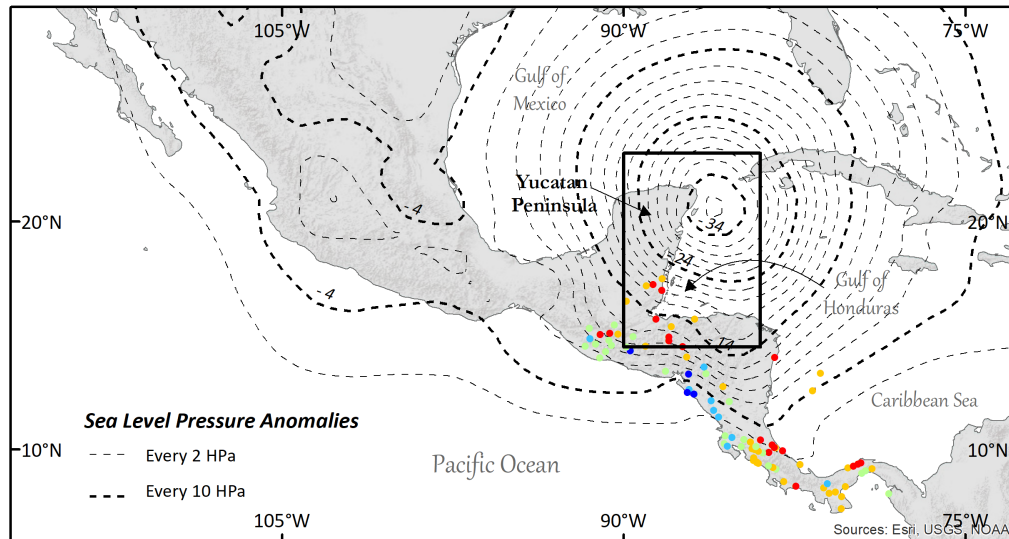 105°W
90°W
75°W
Gulf of
Mexico
Yucatan
Peninsula
20°N
20°N
-4
-34
-24
-4
Gulf of
Honduras
-14
Caribbean Sea
Sea Level Pressure Anomalies
Every 2 HPa
Every 10 HPa
10°N
10°N
Pacific Ocean
105°W
90°W
75°W
Sources: Esri, USGS, NOAA